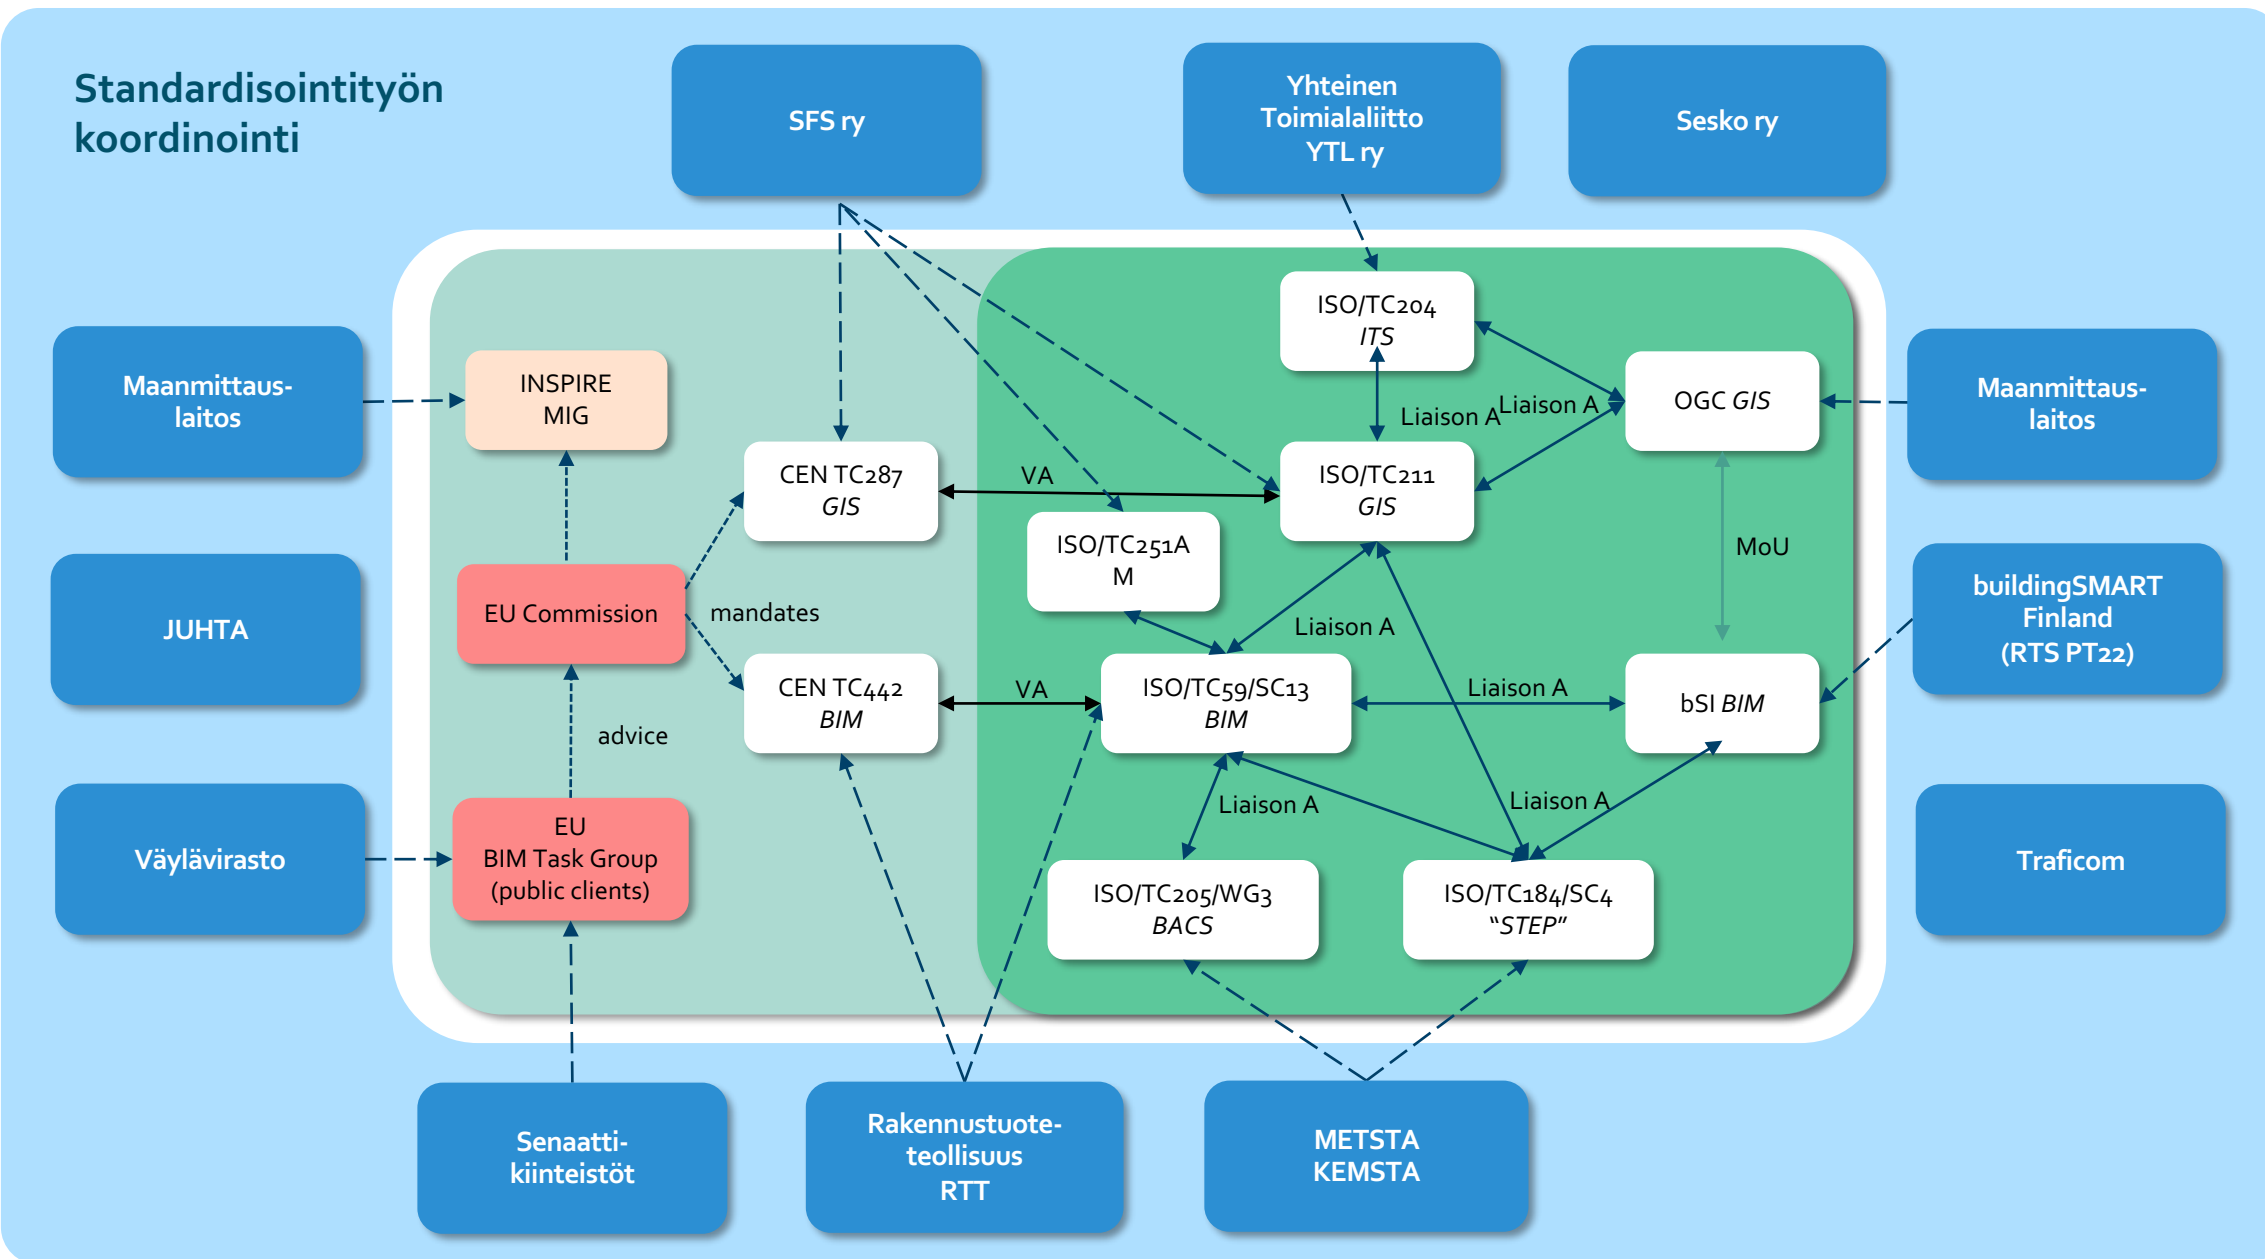 Standardisointityön
koordinointi
SFS ry
Yhteinen
Toimialaliitto
YTL ry
Sesko ry
Maanmittaus-
laitos
JUHTA
Väylävirasto
INSPIRE
MIG
EU Commission
mandates
advice
EU
BIM Task Group
(public clients)
CEN TC287
GIS
CEN TC442
BIM
VA
VA
ISO/TC204
ITS
Liaison A
Liaison A
OGC GIS
ISO/TC211
GIS
ISO/TC251A
M
MoU
Liaison A
ISO/TC59/SC13
BIM
Liaison A
bSI BIM
Liaison A
Liaison A
ISO/TC205/WG3
BACS
ISO/TC184/SC4
“STEP”
Maanmittaus-
laitos
buildingSMART
Finland
(RTS PT22)
Traficom
Senaatti-
kiinteistöt
Rakennustuote-
teollisuus
RTT
METSTA
KEMSTA